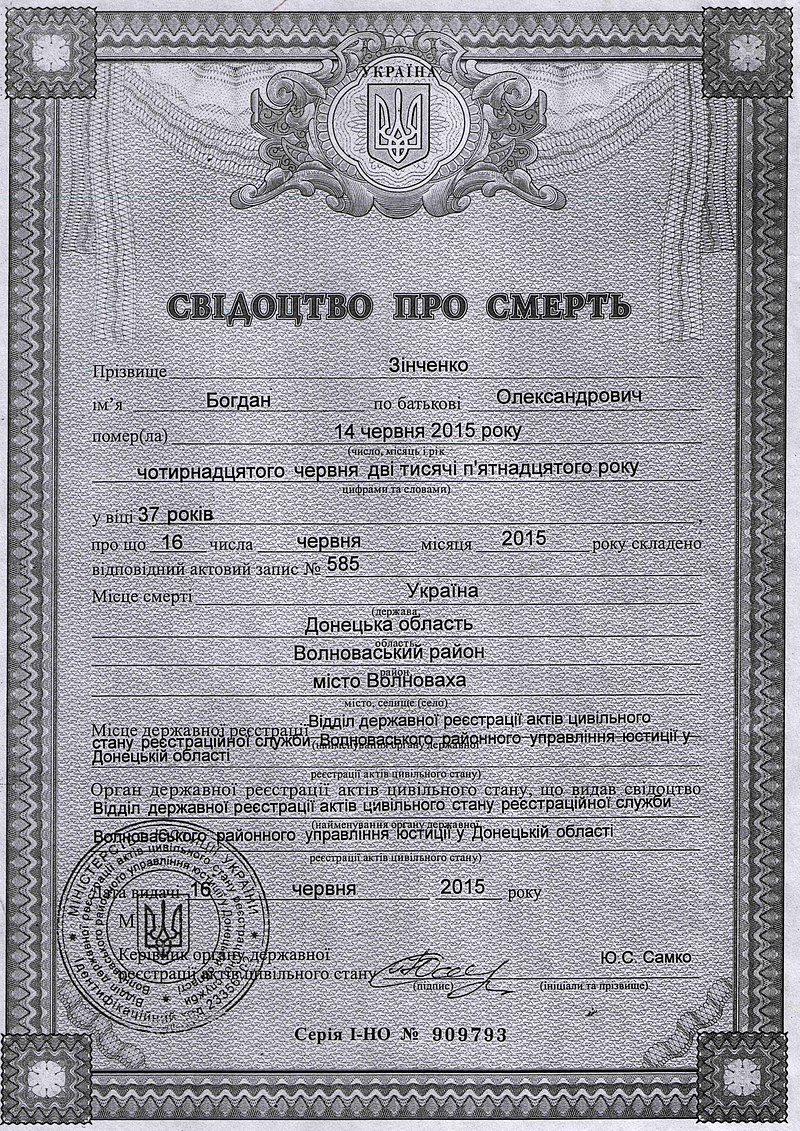 УКРАЇНА
СВІДОЦТВО ПРО СМЕРТЬ
Прізвище Зінченко
ім’я Богдан по батькові Олександрович
помер(ла) 14 червня 2015 року
(число, місяць і рік
чотирнадцятого червня дві тисячі п'ятнадцятого року
цифрами та словами)
у віці 37 років ,
про що 16 числа червня місяця 2015 року складено
відповідний актовий запис № 585
Місце смерті Україна
(держава,
Донецька область
область,
Волноваський район
район,
місто Волноваха
місто, селище (село)
Місце державної реєстрації Відділ державної реєстрації актів цивільного
стану реєстраційної служби Волноваського районного управління юстиції у
(найменування органу державної
Донецькій області
реєстрації актів цивільного стану)
Орган державної реєстрації актів цивільного стану, що видав свідоцтво
Відділ державної реєстрації актів цивільного стану реєстраційної служби
(найменування органу державної
Волноваського районного управління юстиції у Донецькій області
реєстрації актів цивільного стану)
Дата видачі 16 червня 2015 року
М
Керівник органу державної
реєстрації актів цивільного стану Ю.С. Самко
(підпис) (ініціали та прізвище)
МІНІСТЕРСТВО ЮСТИЦІЇ УКРАЇНИ
Серія І-НО № 909793